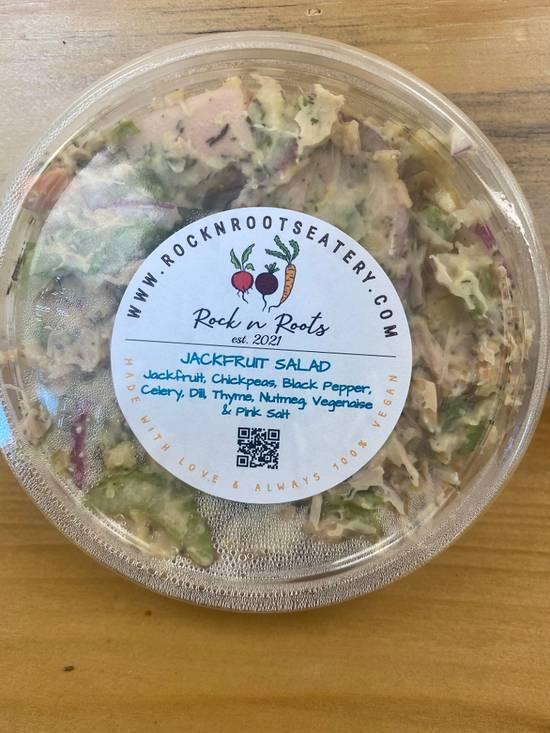 WWW.ROCKNROOTSEATERY.COM
Rock n Roots
est. 2021
JACKFRUIT SALAD
Jackfruit, Chickpeas, Black Pepper,
Celery, Dill, Thyme, Nutmeg, Vegenaise
& Pink Salt
MADE WITH LOVE & ALWAYS 100% VEGAN